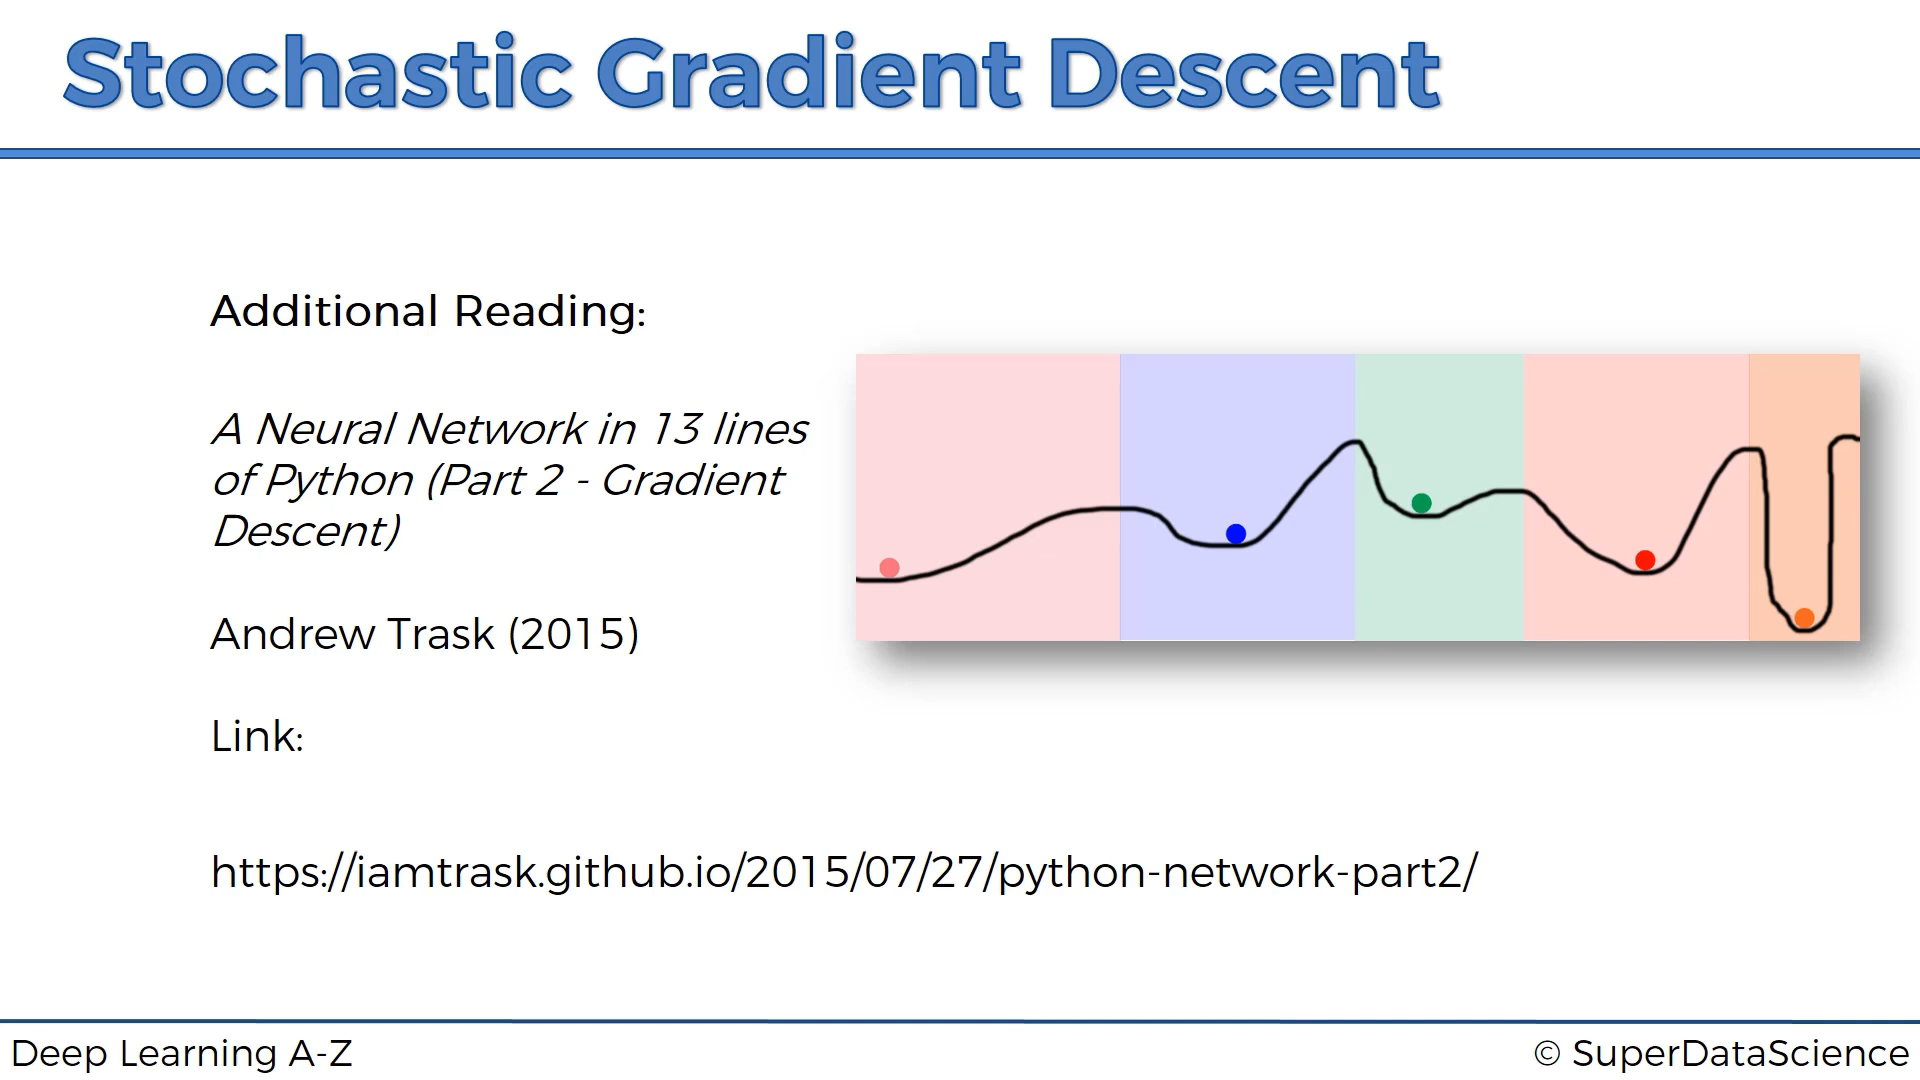 Stochastic Gradient Descent
Additional Reading:
A Neural Network in 13 lines
of Python (Part 2 - Gradient
Descent)
Andrew Trask (2015)
Link:
https://iamtrask.github.io/2015/07/27/python-network-part2/
Deep Learning A-Z
© SuperDataScience